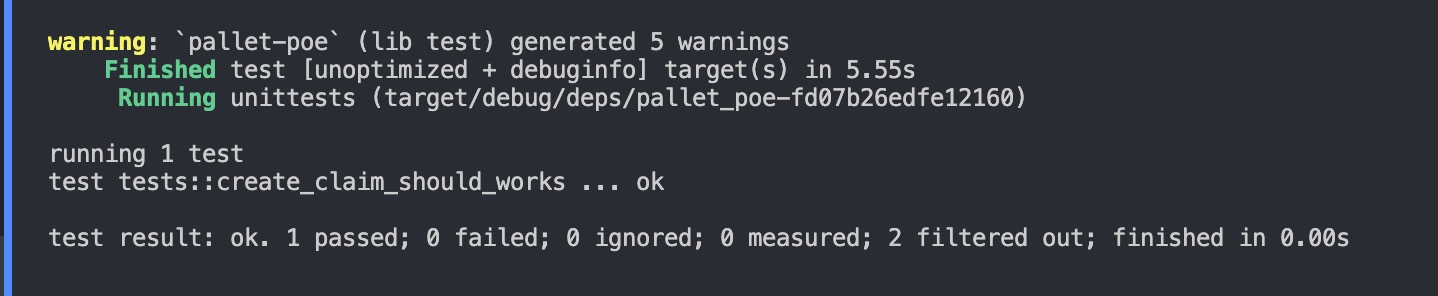 warning: `pallet-poe` (lib test) generated 5 warnings
Finished test [unoptimized + debuginfo] target(s) in 5.55s
Running unittests (target/debug/deps/pallet_poe-fd07b26edfe12160)
running 1 test
test tests::create_claim_should_works ... ok
test result: ok. 1 passed; 0 failed; 0 ignored; 0 measured; 2 filtered out; finished in 0.00s